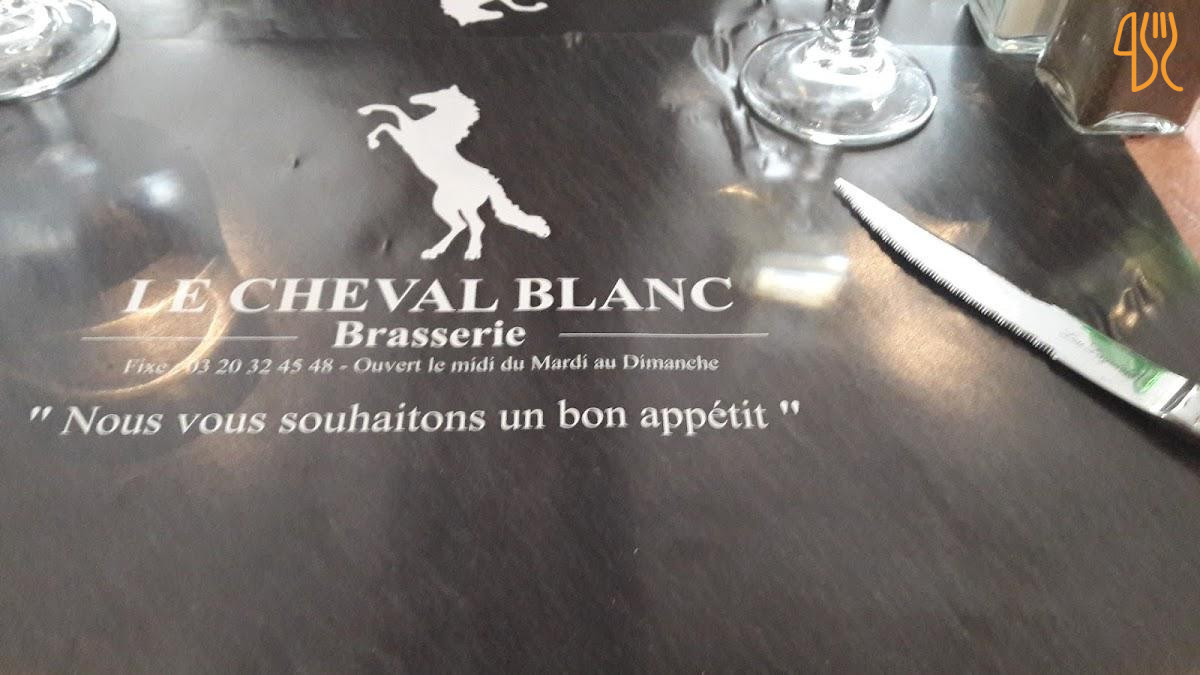 LE CHEVAL BLANC
Brasserie
Fixe : 03 20 32 45 48 - Ouvert le midi du Mardi au Dimanche
" Nous vous souhaitons un bon appétit "